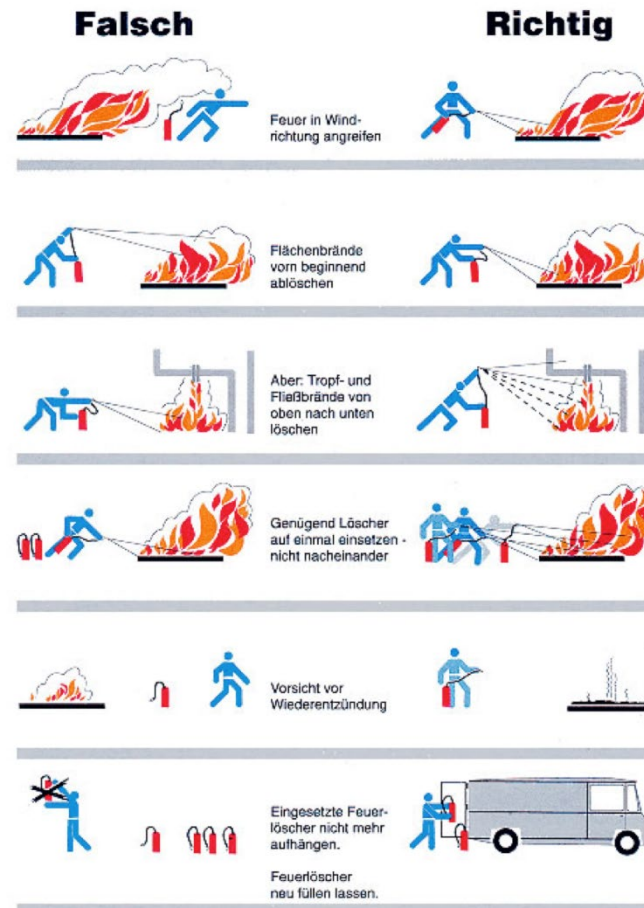 Falsch
Richtig
Feuer in Wind-
richtung angreifen
Flächenbrände
vorn beginnend
ablöschen
Aber: Tropf- und
Fließbrände von
oben nach unten
löschen
Genügend Löscher
auf einmal einsetzen -
nicht nacheinander
Vorsicht vor
Wiederentzündung
Eingesetzte Feuer-
löscher nicht mehr
aufhängen.
Feuerlöscher
neu füllen lassen.